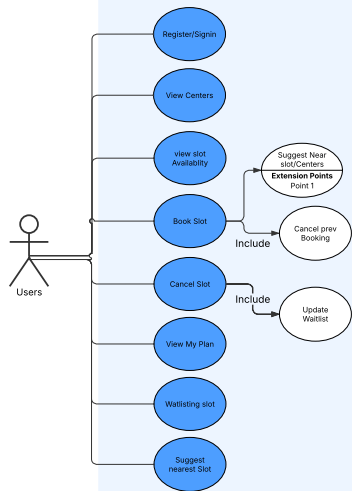 Register/Signin
View Centers
view slot
Availablity
Suggest Near
slot/Centers
Extension Points
Point 1
Book Slot
Cancel prev
Booking
Include
Users
Cancel Slot
Include
Update
Waitlist
View My Plan
Watlisting slot
Suggest
nearest Slot